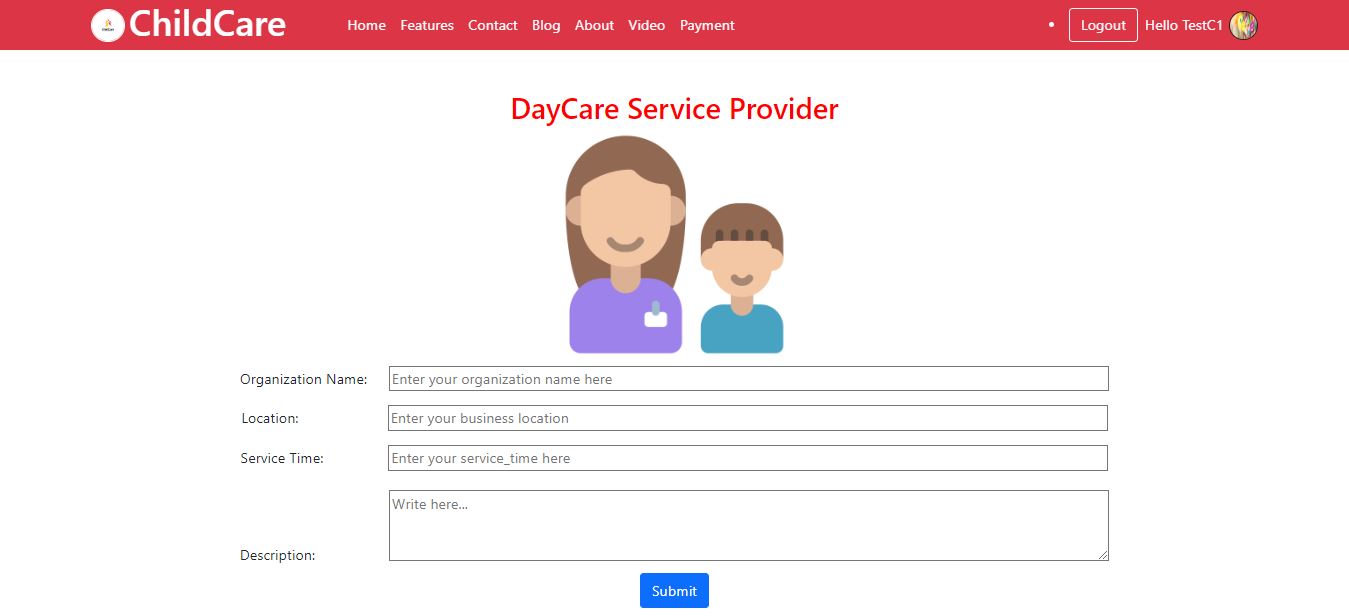 ChildCare Home Features Contact Blog About Video Payment • Logout Hello TestC1
DayCare Service Provider
Organization Name: Enter your organization name here
Location: Enter your business location
Service Time: Enter your service_time here
Write here...
Description:
Submit